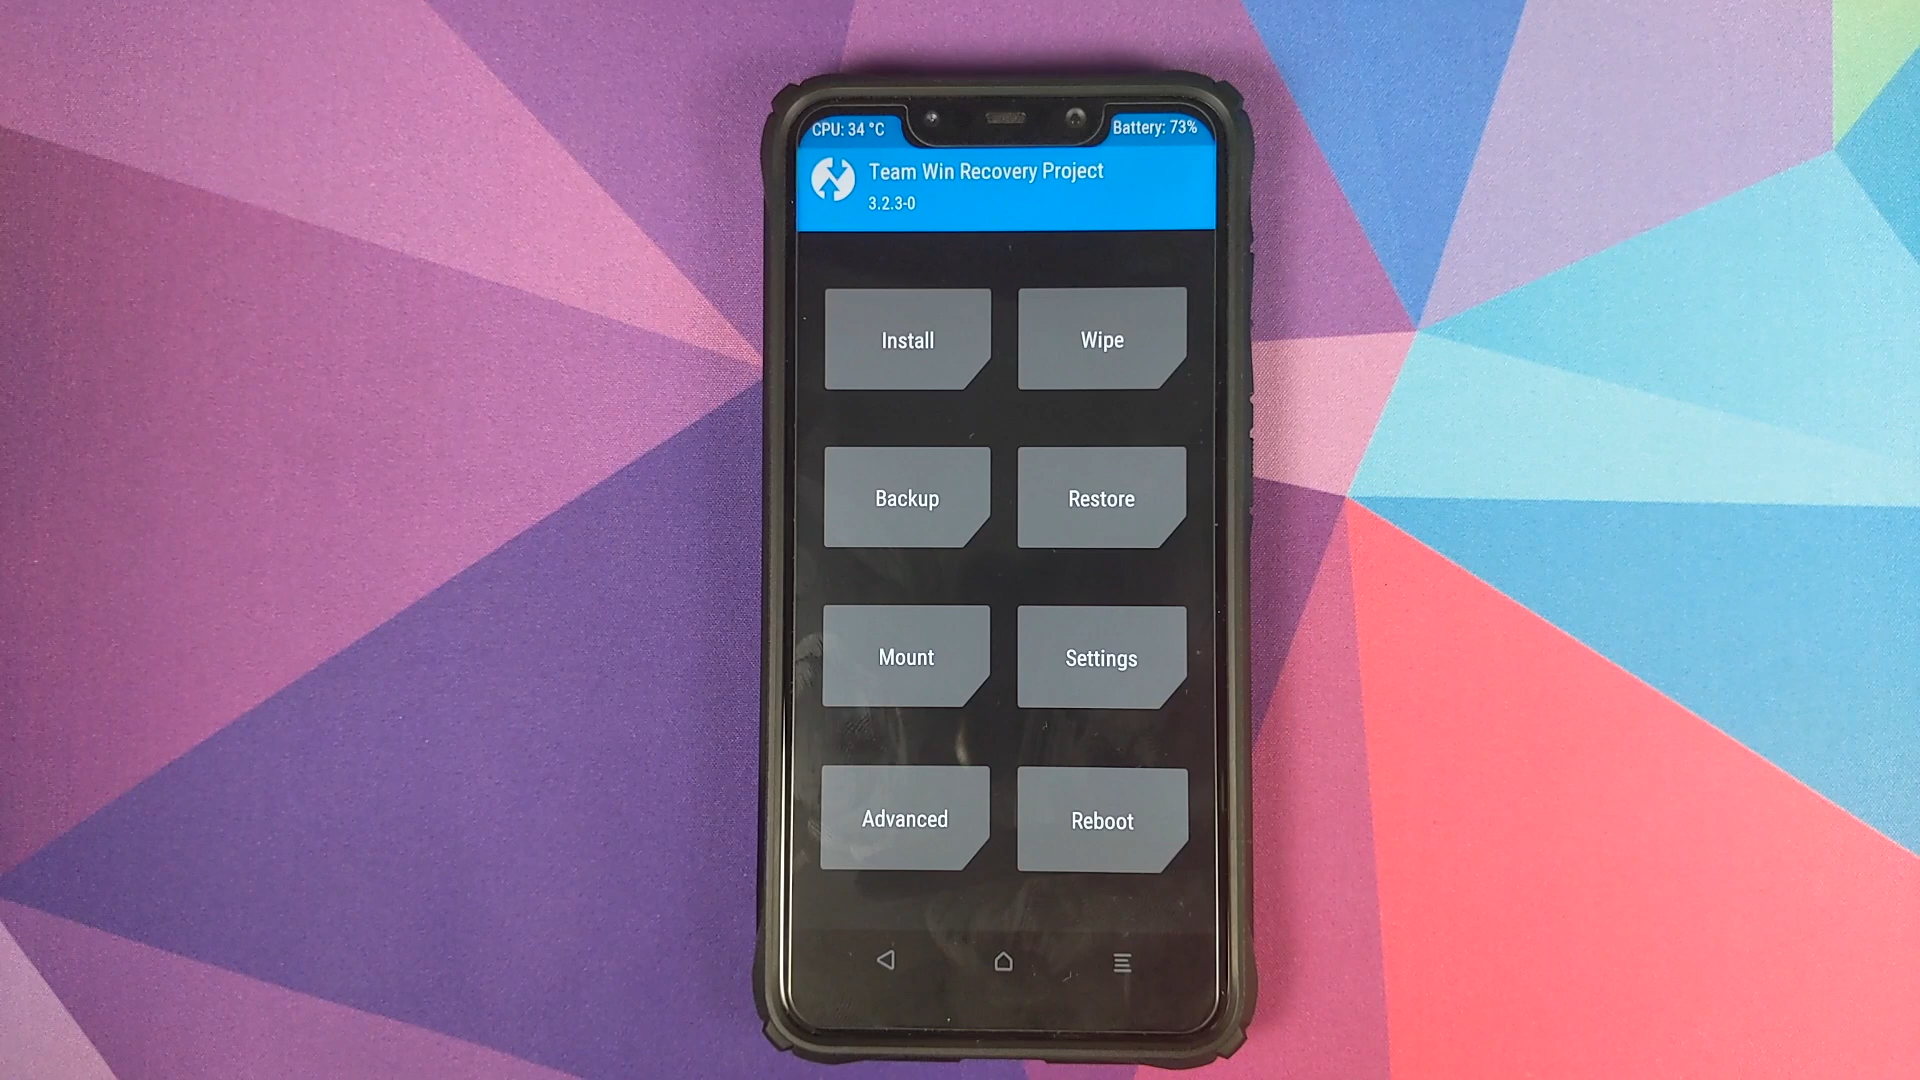 CPU: 34 °C
Battery: 73%
Team Win Recovery Project
3.2.3-0
Install
Wipe
Backup
Restore
Mount
Settings
Advanced
Reboot